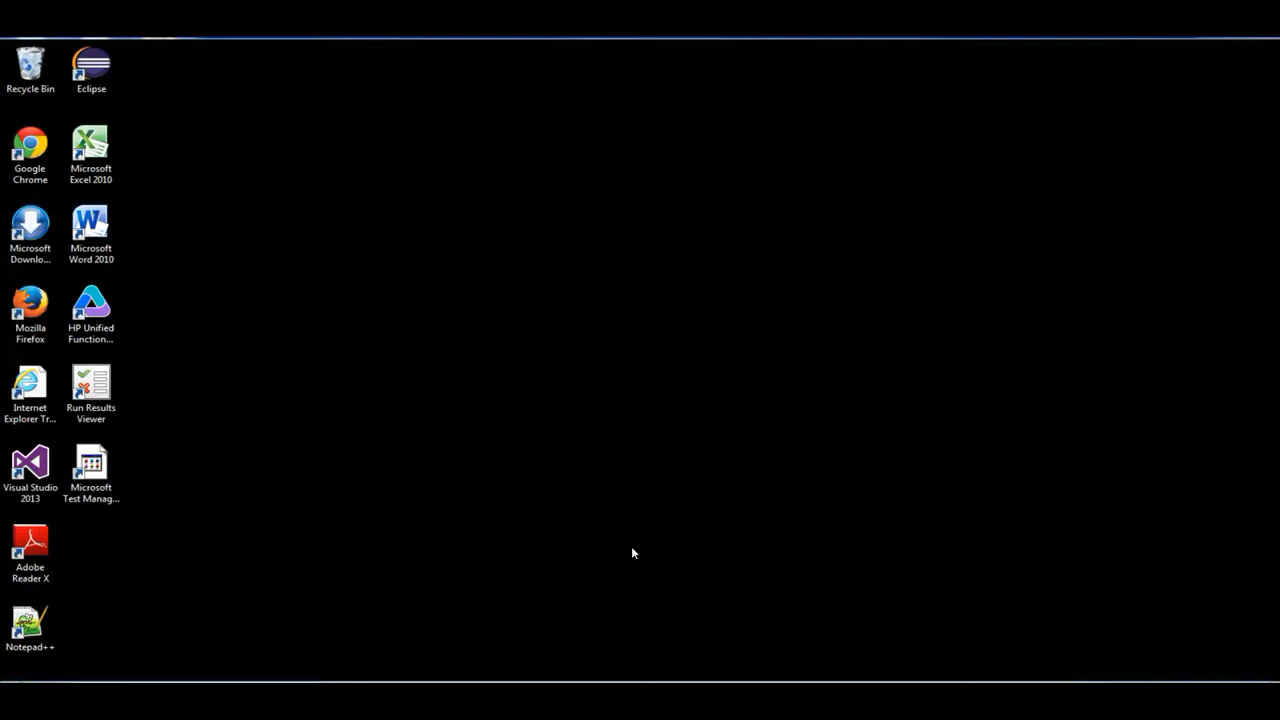 Recycle Bin
Eclipse
Google
Chrome
Microsoft
Excel 2010
Microsoft
Downlo...
Microsoft
Word 2010
Mozilla
Firefox
HP Unified
Function...
Internet
Explorer Tr...
Run Results
Viewer
Visual Studio
2013
Microsoft
Test Manag...
Adobe
Reader X
Notepad++